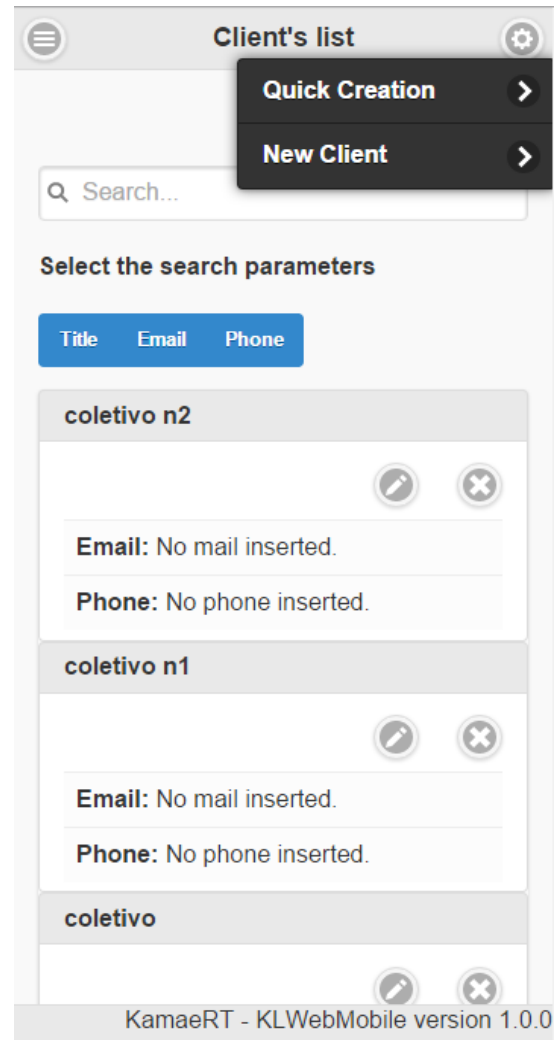 Client's list
Quick Creation
New Client
Search...
Select the search parameters
Title Email Phone
coletivo n2
Email: No mail inserted.
Phone: No phone inserted.
coletivo n1
Email: No mail inserted.
Phone: No phone inserted.
coletivo
KamaeRT - KLWebMobile version 1.0.0